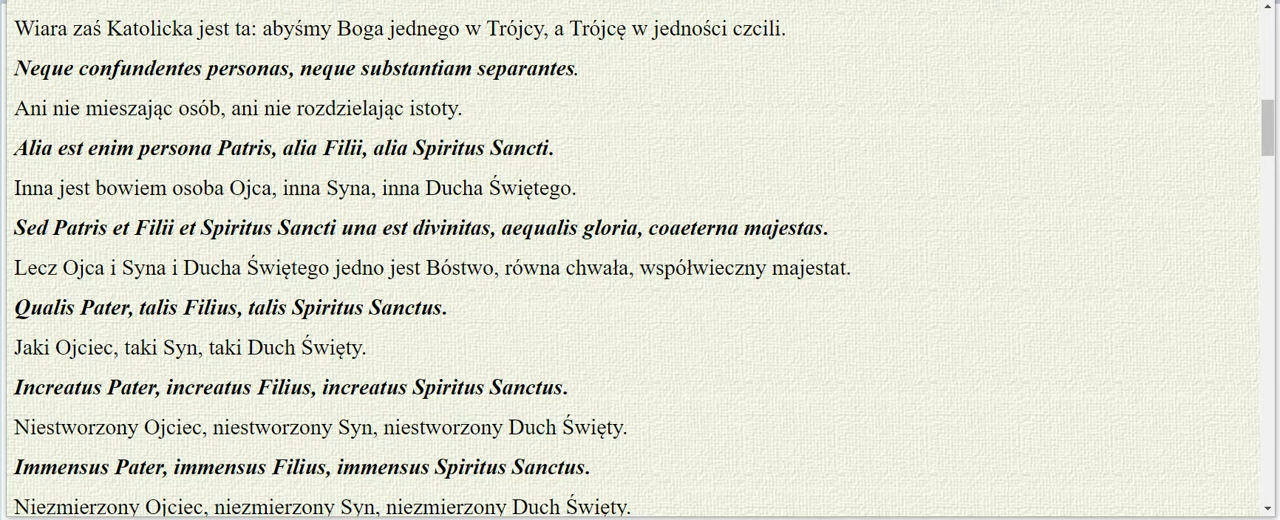 Wiara zaś Katolicka jest ta: abyśmy Boga jednego w Trójcy, a Trójcę w jedności czcili.
Neque confundentes personas, neque substantiam separantes.
Ani nie mieszając osób, ani nie rozdzielając istoty.
Alia est enim persona Patris, alia Filii, alia Spiritus Sancti.
Inna jest bowiem osoba Ojca, inna Syna, inna Ducha Świętego.
Sed Patris et Filii et Spiritus Sancti una est divinitas, aequalis gloria, coaeterna majestas.
Lecz Ojca i Syna i Ducha Świętego jedno jest Bóstwo, równa chwała, współwieczny majestat.
Qualis Pater, talis Filius, talis Spiritus Sanctus.
Jaki Ojciec, taki Syn, taki Duch Święty.
Increatus Pater, increatus Filius, increatus Spiritus Sanctus.
Niestworzony Ojciec, niestworzony Syn, niestworzony Duch Święty.
Immensus Pater, immensus Filius, immensus Spiritus Sanctus.
Niezmierzony Ojciec, niezmierzony Syn, niezmierzony Duch Święty.